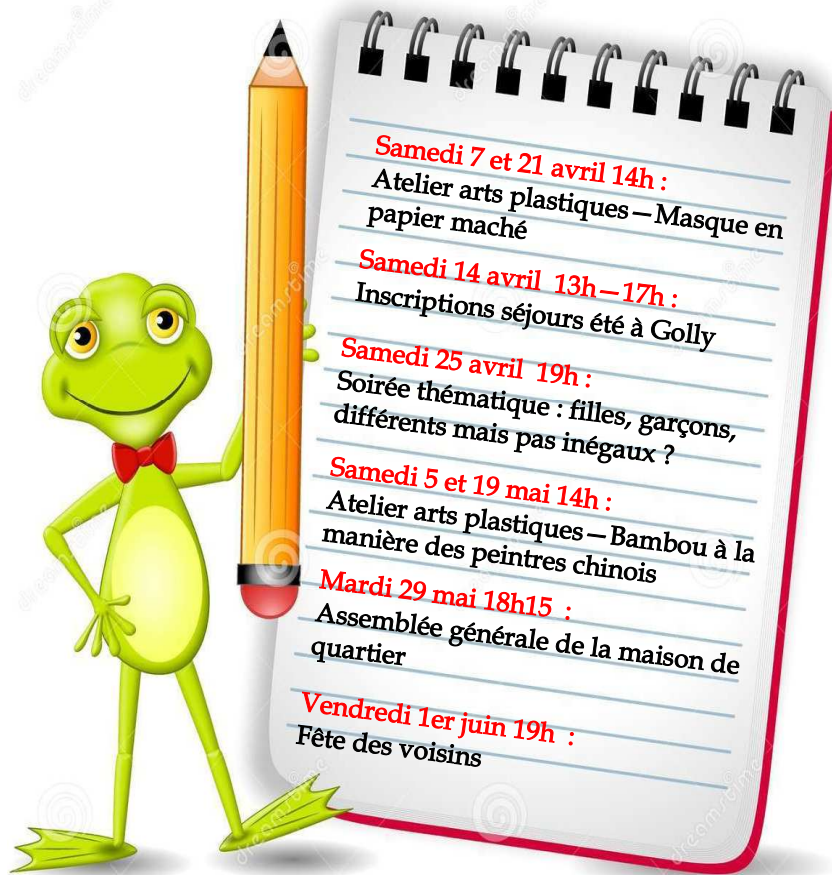 Samedi 7 et 21 avril 14h :
Atelier arts plastiques—Masque en
papier maché
Samedi 14 avril 13h—17h :
Inscriptions séjours été à Golly
Samedi 25 avril 19h :
Soirée thématique : filles, garçons,
différents mais pas inégaux ?
Samedi 5 et 19 mai 14h :
Atelier arts plastiques—Bambou à la
manière des peintres chinois
Mardi 29 mai 18h15 :
Assemblée générale de la maison de
quartier
Vendredi 1er juin 19h :
Fête des voisins
dreamstime